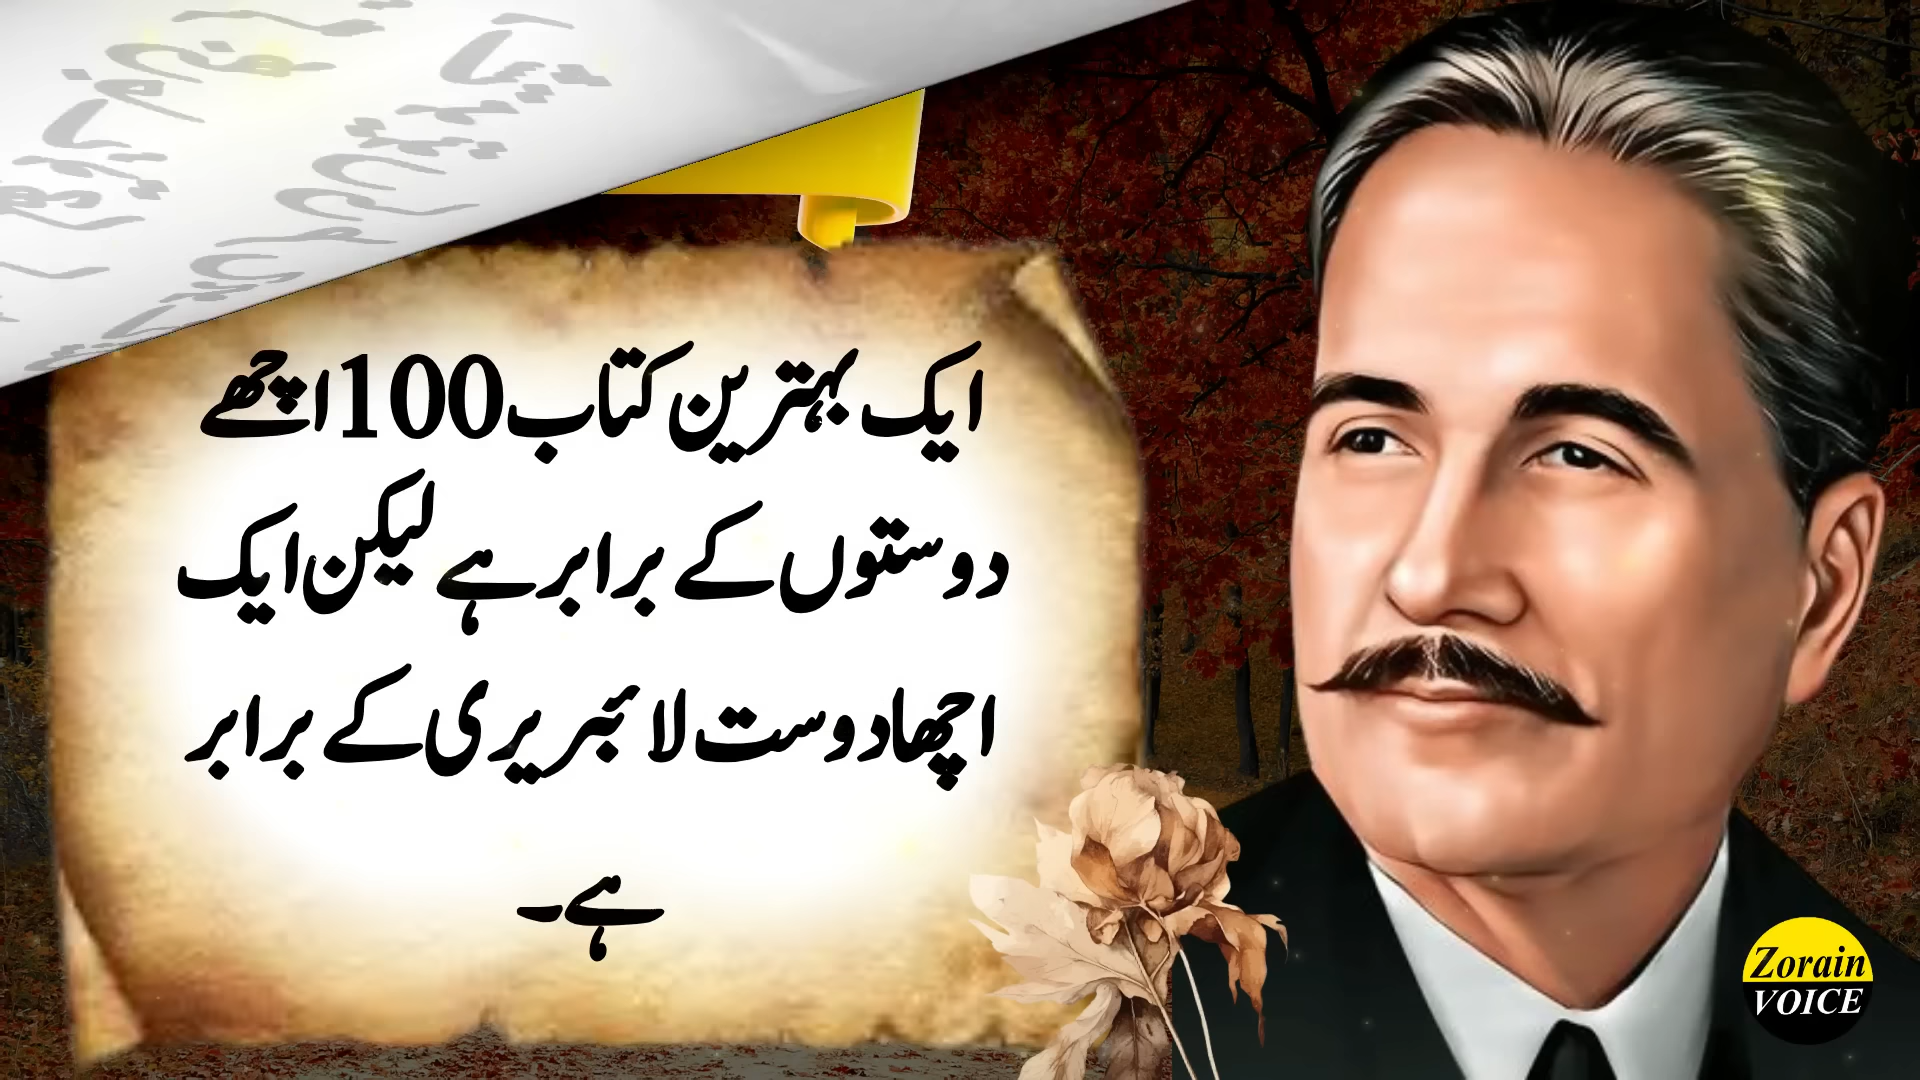 ایک بہترین کتاب 100 اچھے
دوستوں کے برابر ہے لیکن ایک
اچھا دوست لائبریری کے برابر
ہے۔
Zorain
VOICE